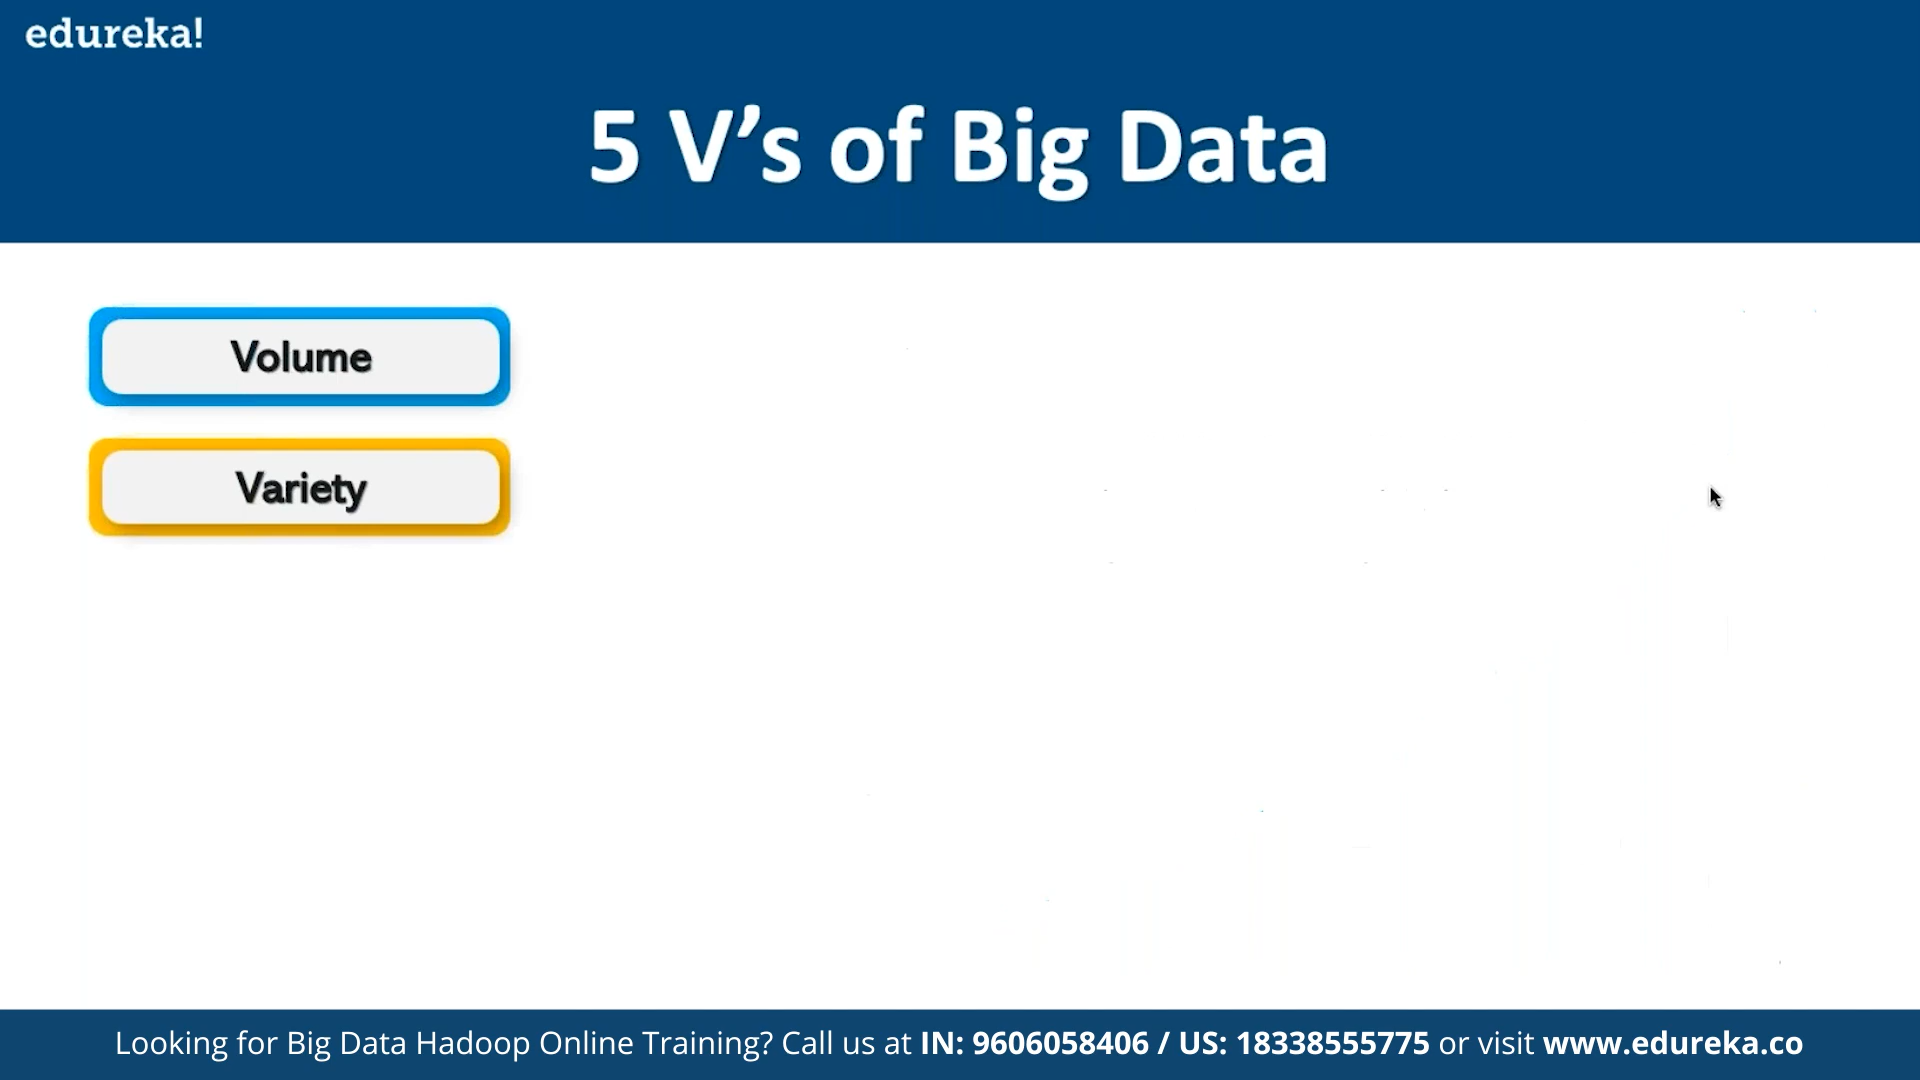 edureka!
5 V’s of Big Data
Volume
Variety
Looking for Big Data Hadoop Online Training? Call us at IN: 9606058406 / US: 18338555775 or visit www.edureka.co